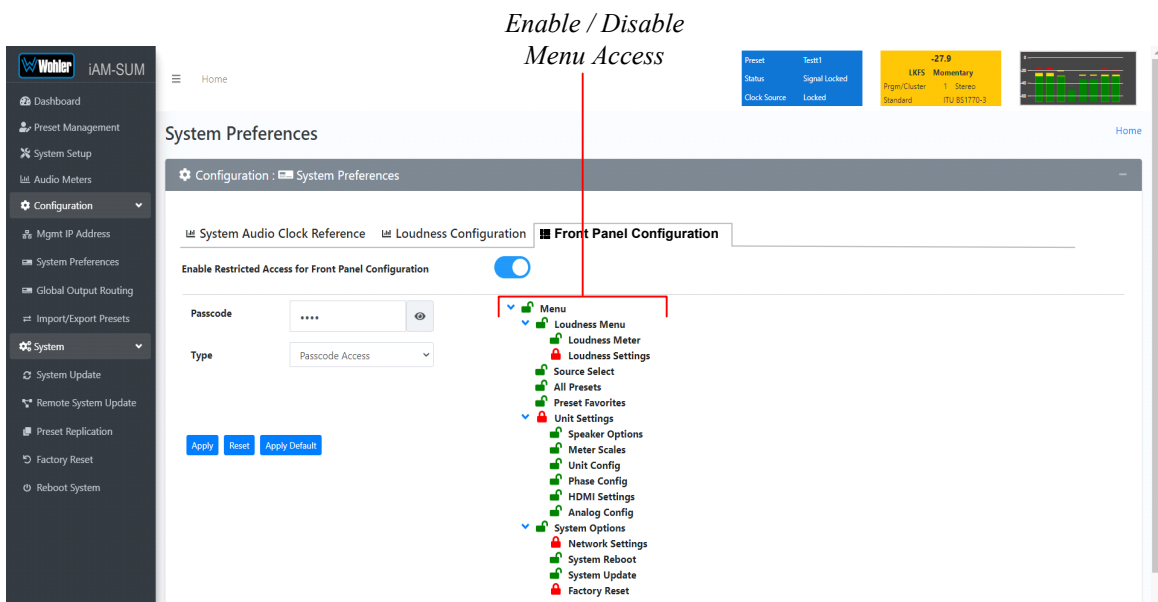 Enable / Disable
Menu Access
Wohler iAM-SUM
Dashboard
Preset Management
System Setup
Audio Meters
Configuration
Mgmt IP Address
System Preferences
Global Output Routing
Import/Export Presets
System
System Update
Remote System Update
Preset Replication
Factory Reset
Reboot System
Home
Preset Testt1
Status Signal Locked
Clock Source Locked
-27.9
LKFS Momentary
Prgm/Cluster 1 Stereo
Standard ITU BS1770-3
System Preferences
Home
Configuration : System Preferences
System Audio Clock Reference Loudness Configuration Front Panel Configuration
Enable Restricted Access for Front Panel Configuration
Passcode ••••
Type Passcode Access
Apply Reset Apply Default
Menu
Loudness Menu
Loudness Meter
Loudness Settings
Source Select
All Presets
Preset Favorites
Unit Settings
Speaker Options
Meter Scales
Unit Config
Phase Config
HDMI Settings
Analog Config
System Options
Network Settings
System Reboot
System Update
Factory Reset